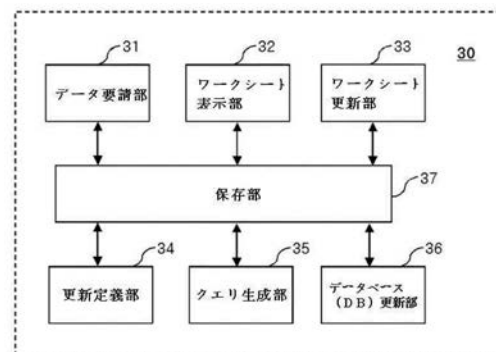 31
32
33
30
データ要請部
ワークシート
表示部
ワークシート
更新部
保存部
37
34
35
36
更新定義部
クエリ生成部
データベース
(DB)更新部